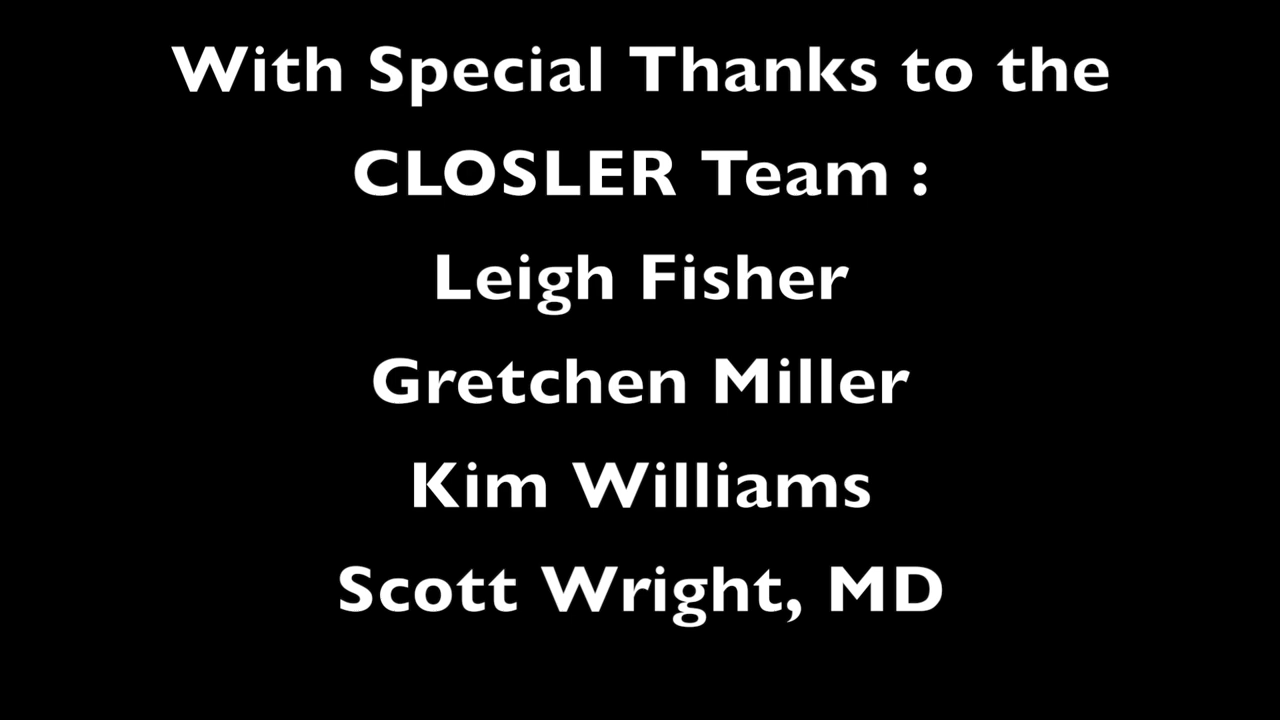 With Special Thanks to the
CLOSLER Team :
Leigh Fisher
Gretchen Miller
Kim Williams
Scott Wright, MD